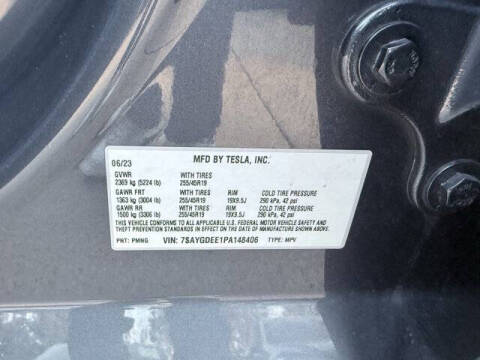 06/23 MFD BY TESLA, INC.
GVWR WITH TIRES
2369 kg (5224 lb) 255/45R19
GAWR FRT WITH TIRES RIM COLD TIRE PRESSURE
1363 kg (3004 lb) 255/45R19 19X9.5J 290 kPa, 42 psi
GAWR RR WITH TIRES RIM COLD TIRE PRESSURE
1500 kg (3306 lb) 255/45R19 19X9.5J 290 kPa, 42 psi
THIS VEHICLE CONFORMS TO ALL APPLICABLE U.S. FEDERAL MOTOR VEHICLE SAFETY AND
THEFT PREVENTION STANDARDS IN EFFECT ON THE DATE OF MANUFACTURE SHOWN ABOVE.
PNT: PMNG VIN: 7SAYGDEE1PA148406 TYPE: MPV